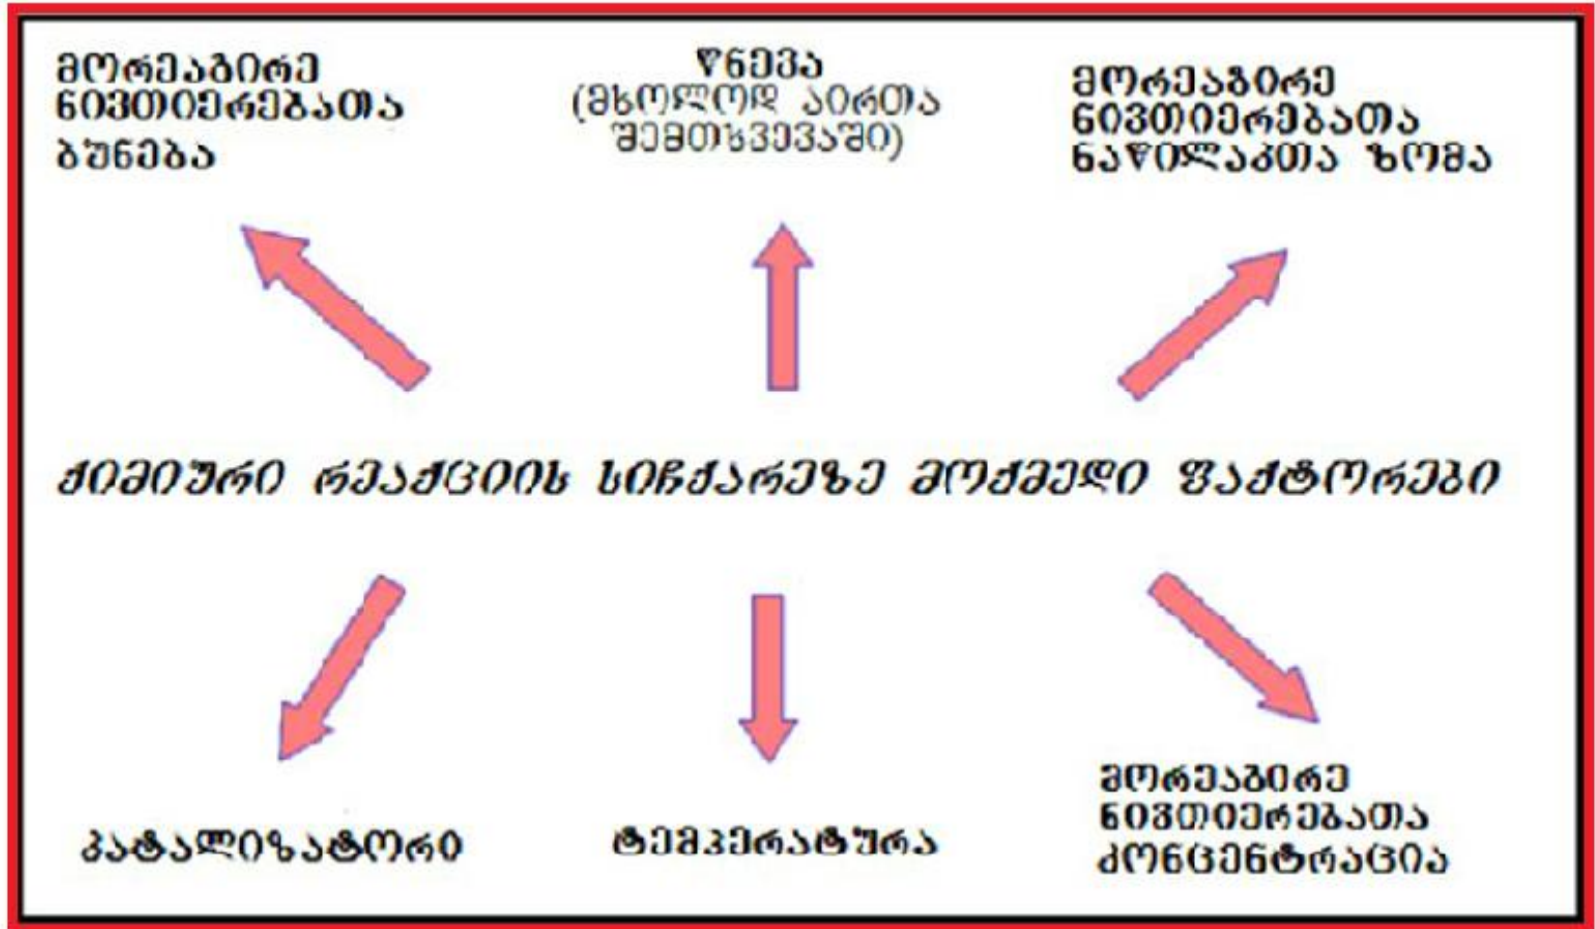 მორეაგირე
ნივთიერებათა
ბუნება
წნევა
(მხოლოდ აირთა
შემთხვევაში)
მორეაგირე
ნივთიერებათა
ნაწილაკთა ზომა
ქიმიური რეაქციის სიჩქარეზე მოქმედი ფაქტორები
კატალიზატორი
ტემპერატურა
მორეაგირე
ნივთიერებათა
კონცენტრაცია